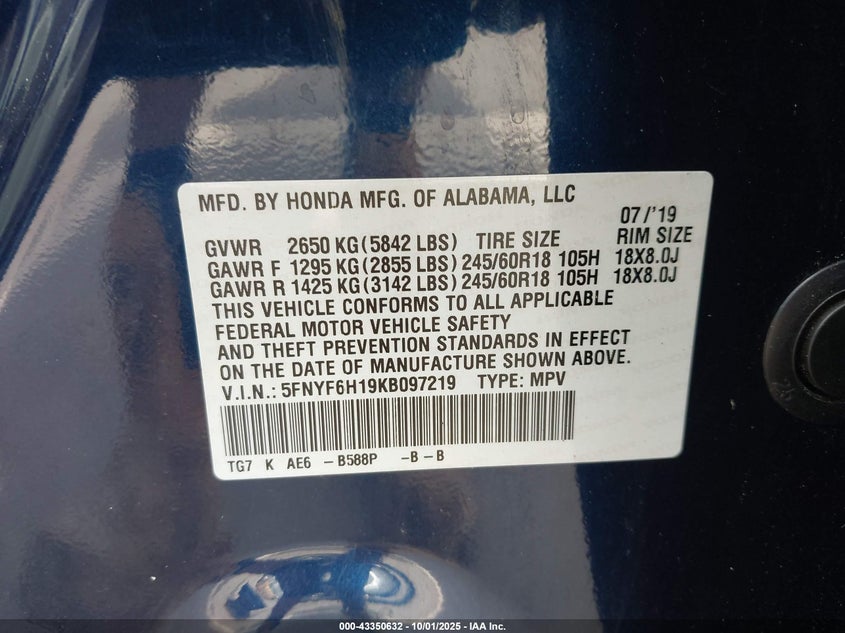 MFD. BY HONDA MFG. OF ALABAMA, LLC
07/'19
GVWR 2650 KG(5842 LBS) TIRE SIZE RIM SIZE
GAWR F 1295 KG(2855 LBS) 245/60R18 105H 18X8.0J
GAWR R 1425 KG(3142 LBS) 245/60R18 105H 18X8.0J
THIS VEHICLE CONFORMS TO ALL APPLICABLE
FEDERAL MOTOR VEHICLE SAFETY
AND THEFT PREVENTION STANDARDS IN EFFECT
ON THE DATE OF MANUFACTURE SHOWN ABOVE.
V.I.N.: 5FNYF6H19KB097219 TYPE: MPV
TG7 K AE6 -B588P -B-B
000-43350632 - 10/01/2025 - IAA Inc.